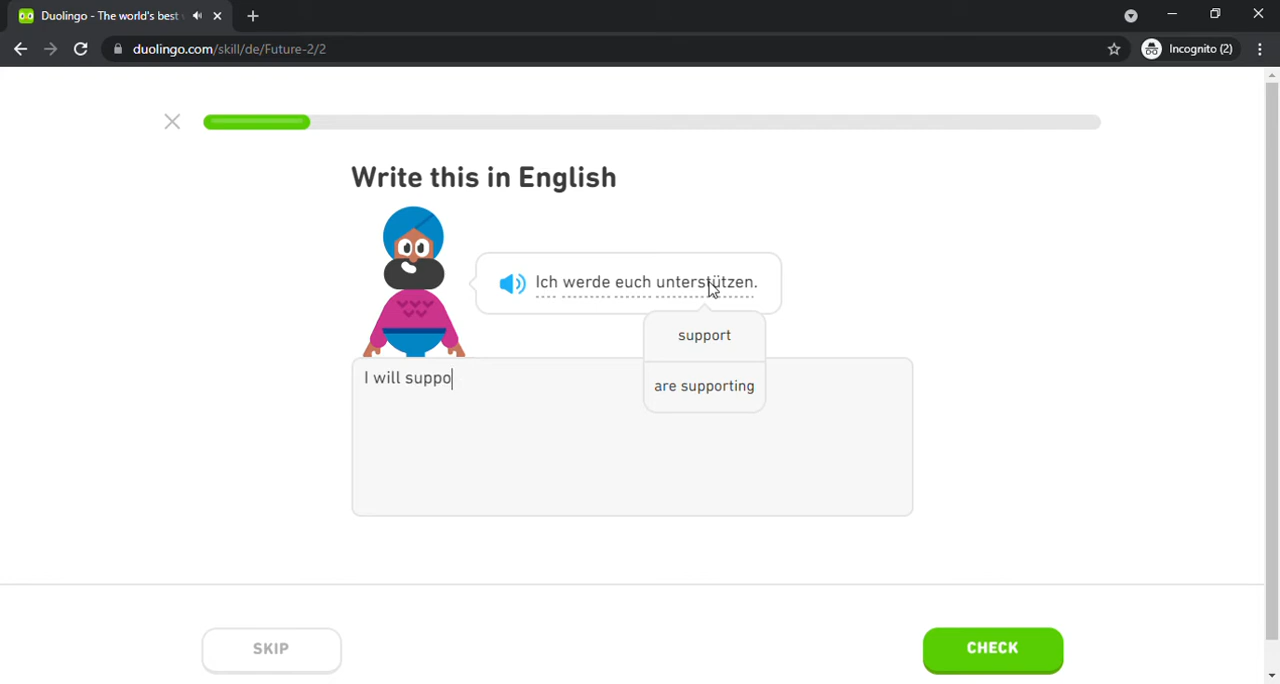 Duolingo - The world's best
duolingo.com/skill/de/Future-2/2
Incognito (2)
Write this in English
Ich werde euch unterstützen.
support
are supporting
I will suppo
SKIP
CHECK